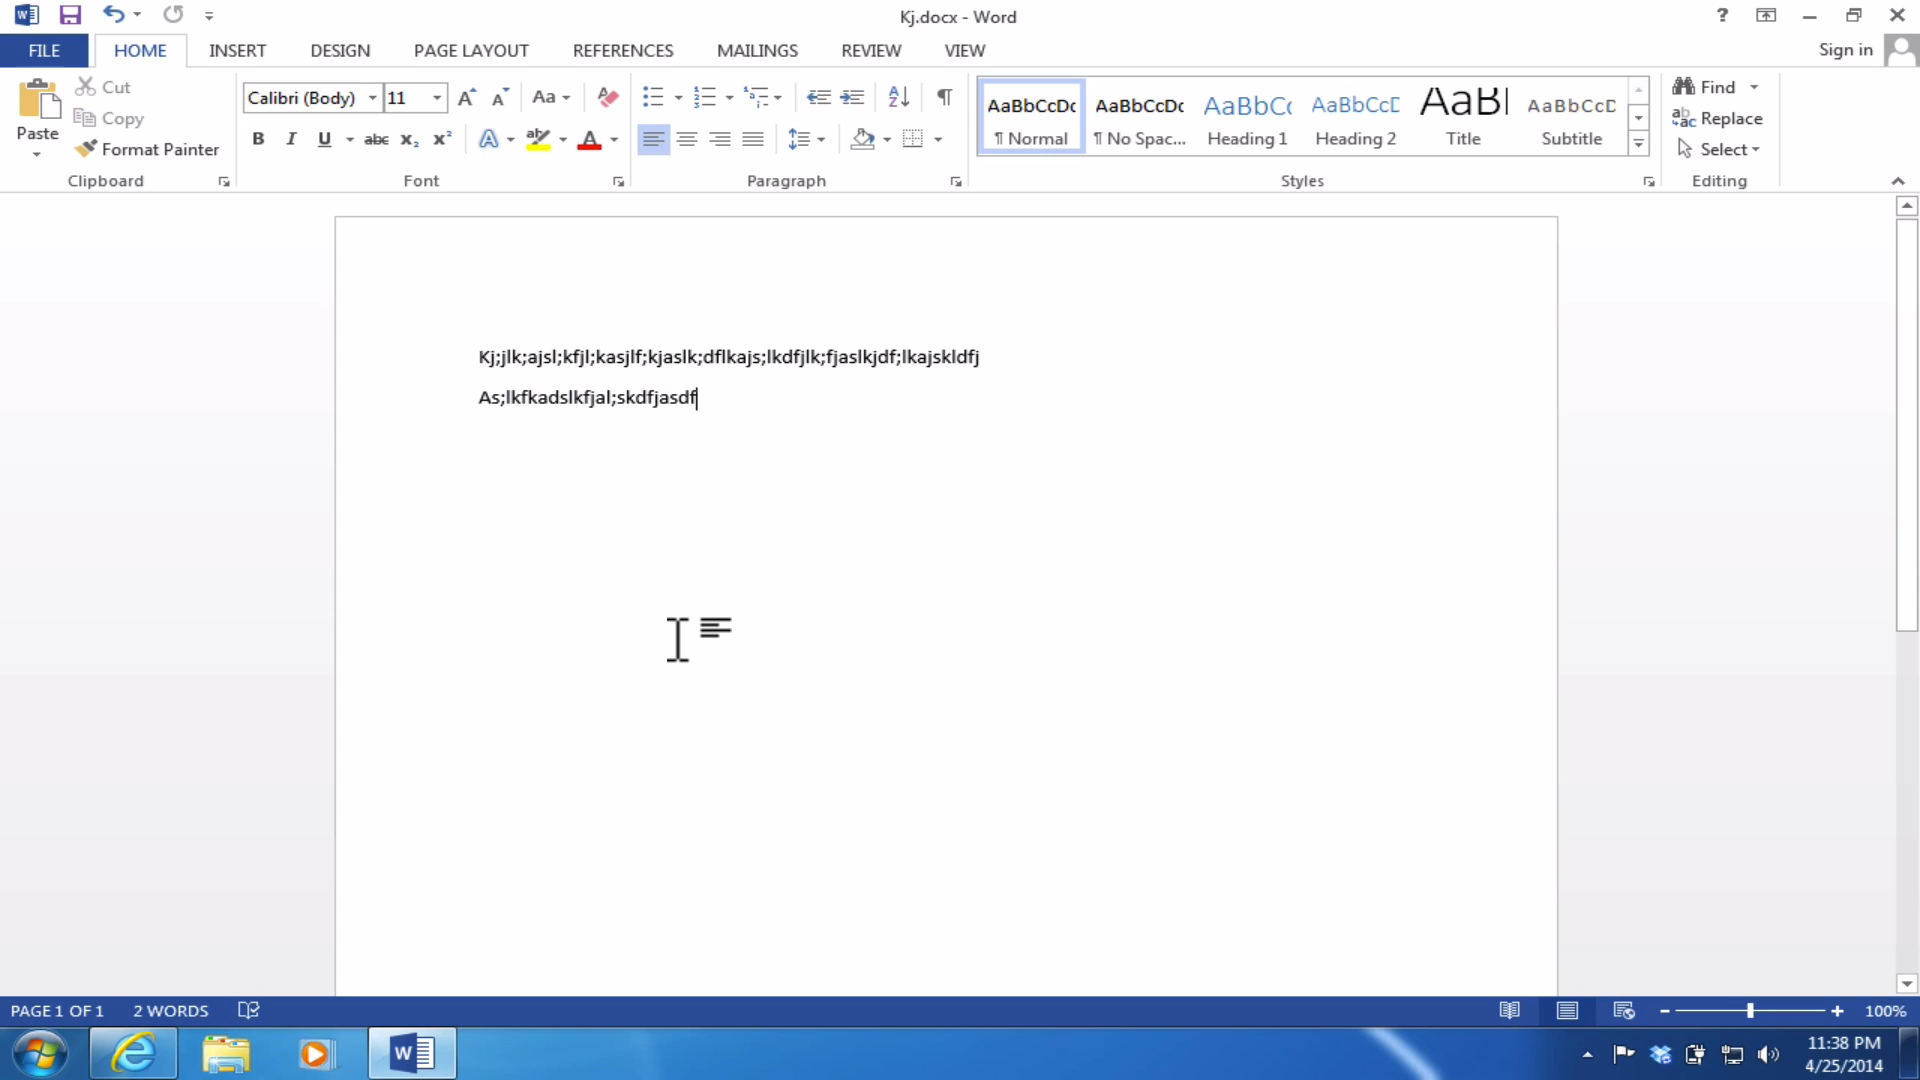 Kj.docx - Word
Sign in
FILE HOME INSERT DESIGN PAGE LAYOUT REFERENCES MAILINGS REVIEW VIEW
Paste
Cut
Copy
Format Painter
Clipboard
Calibri (Body) 11
Font
Paragraph
AaBbCcDc AaBbCcDc AaBbCc AaBbCcD AaB AaBbCcD
¶ Normal ¶ No Spac... Heading 1 Heading 2 Title Subtitle
Styles
Find
Replace
Select
Editing
Kj;jlk;ajsl;kfjl;kasjlf;kjaslk;dflkajs;lkdfjlk;fjaslkjdf;lkajskldfj
As;lkfkadslkfjal;skdfjasdf
PAGE 1 OF 1 2 WORDS 100%
11:38 PM
4/25/2014